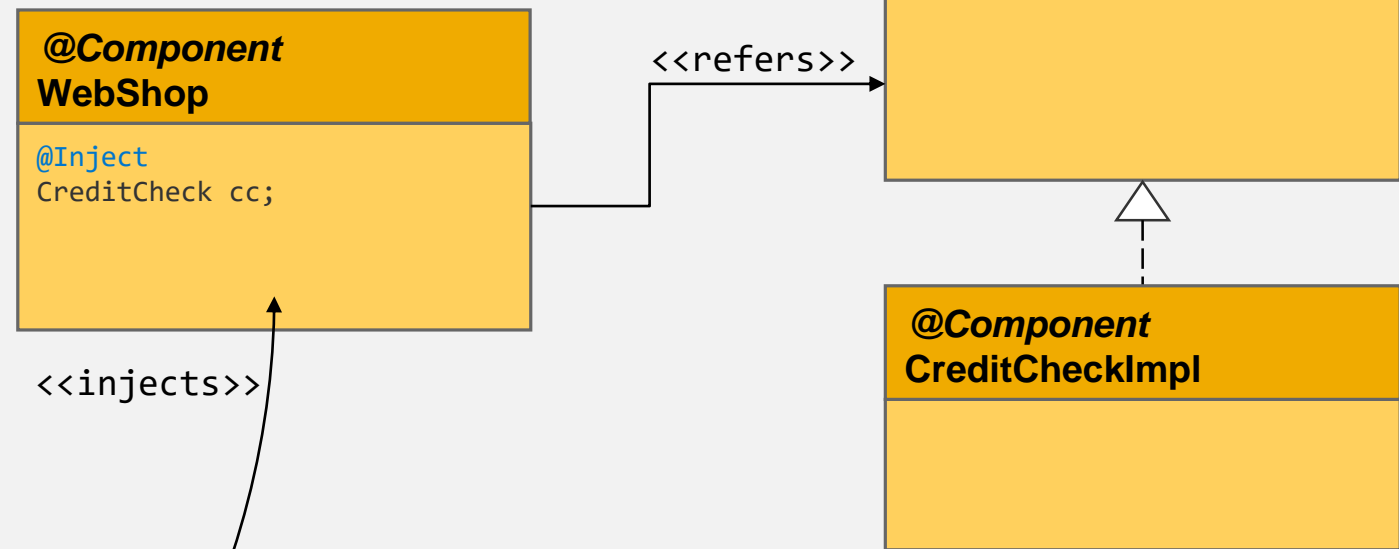 @Component
WebShop
@Inject
CreditCheck cc;
<<refers>>
<<injects>>
@Component
CreditCheckImpl